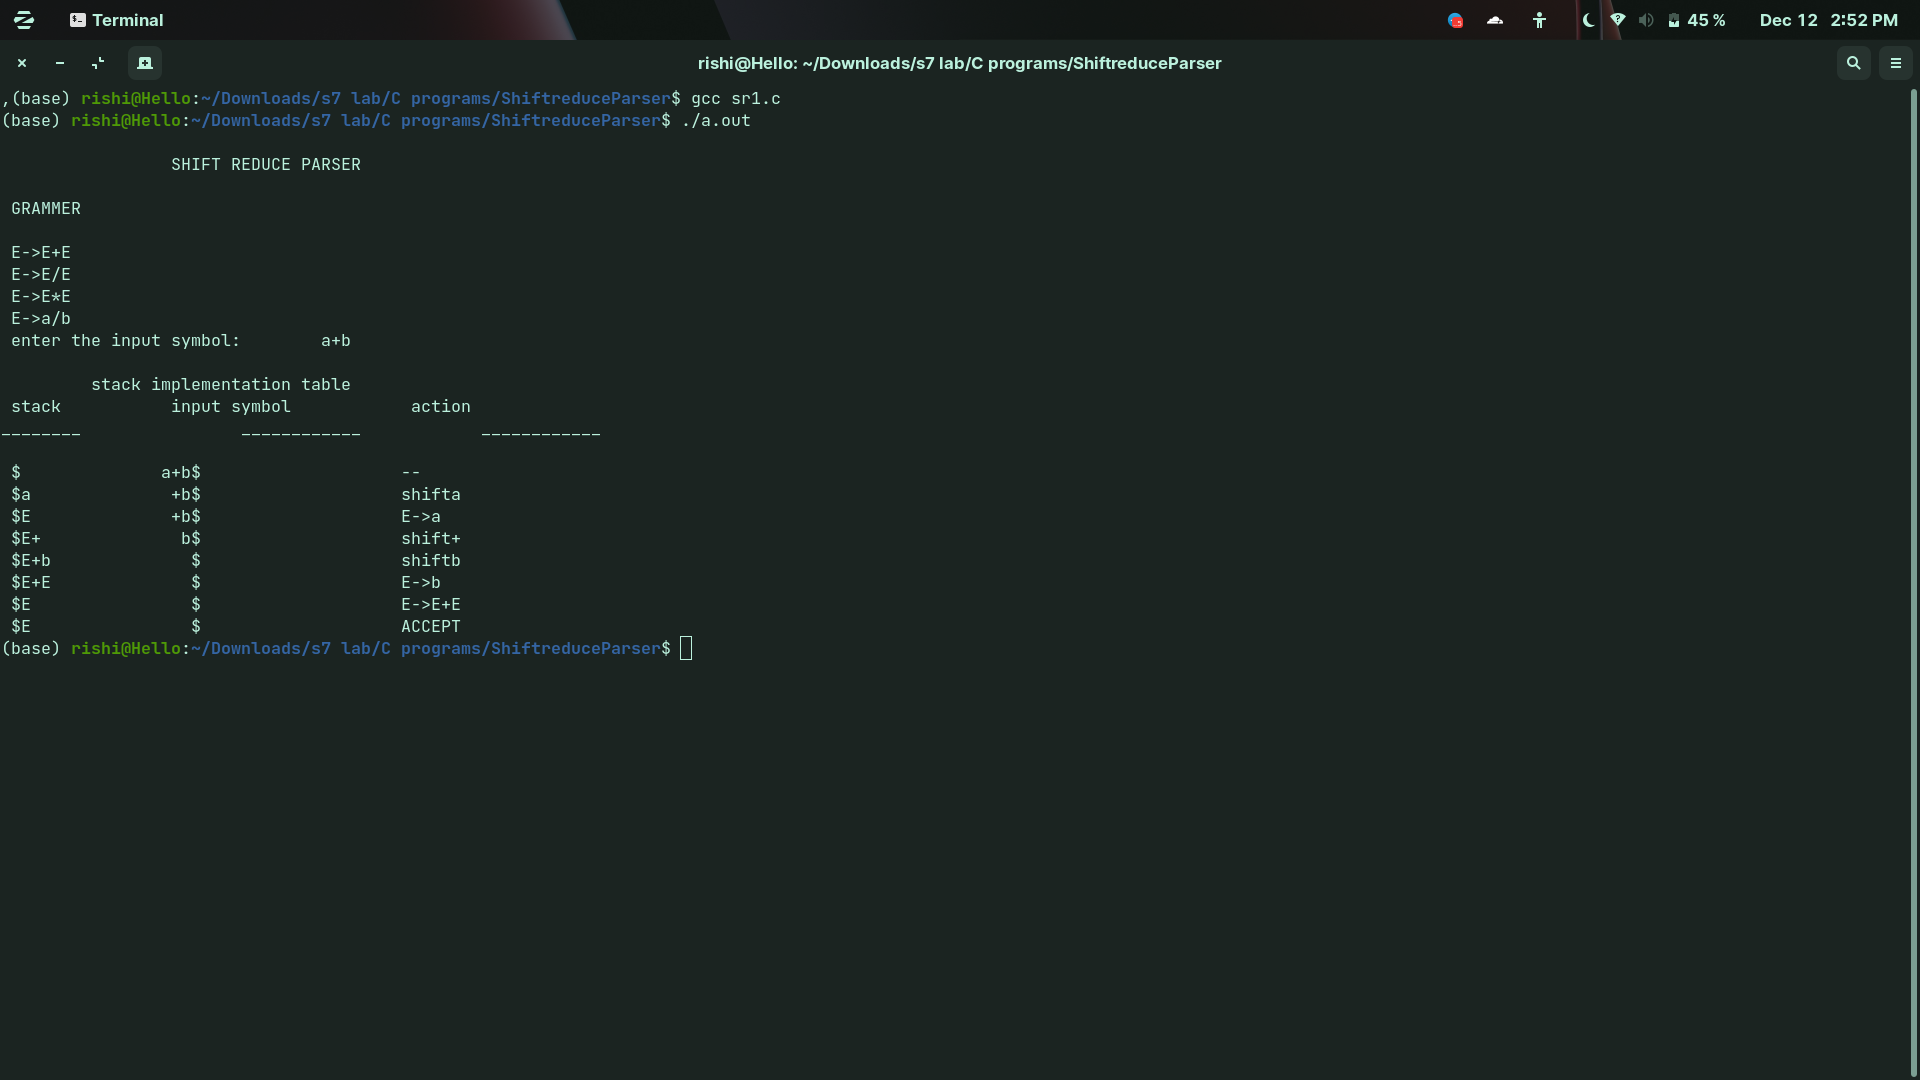 Terminal
45 %
Dec 12 2:52 PM
rishi@Hello: ~/Downloads/s7 lab/C programs/ShiftreduceParser
,(base) rishi@Hello:~/Downloads/s7 lab/C programs/ShiftreduceParser$ gcc sr1.c
(base) rishi@Hello:~/Downloads/s7 lab/C programs/ShiftreduceParser$ ./a.out
SHIFT REDUCE PARSER
GRAMMER
E->E+E
E->E/E
E->E*E
E->a/b
enter the input symbol: a+b
stack implementation table
stack input symbol action
________ ____________ ____________
$ a+b$ --
$a +b$ shifta
$E +b$ E->a
$E+ b$ shift+
$E+b $ shiftb
$E+E $ E->b
$E $ E->E+E
$E $ ACCEPT
(base) rishi@Hello:~/Downloads/s7 lab/C programs/ShiftreduceParser$